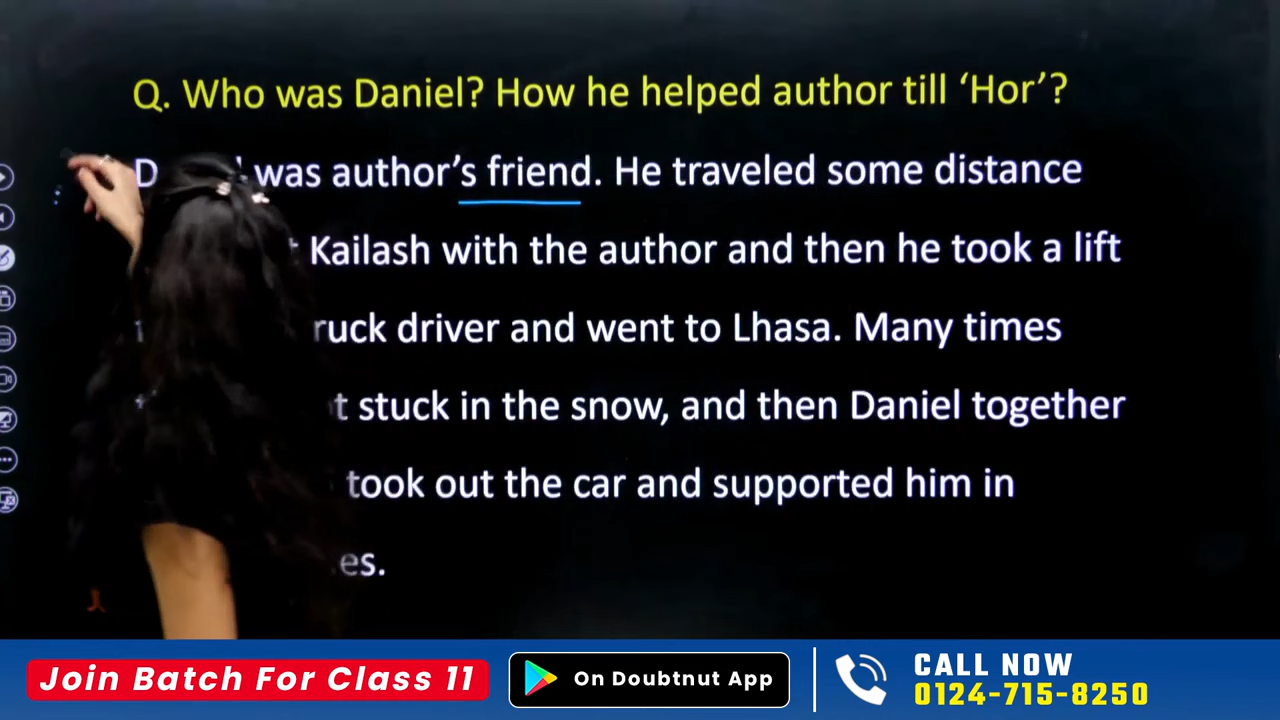 Q. Who was Daniel? How he helped author till ‘Hor’?
was author’s friend. He traveled some distance
Kailash with the author and then he took a lift
driver and went to Lhasa. Many times
stuck in the snow, and then Daniel together
took out the car and supported him in
Join Batch For Class 11
On Doubtnut App
CALL NOW
0124-715-8250